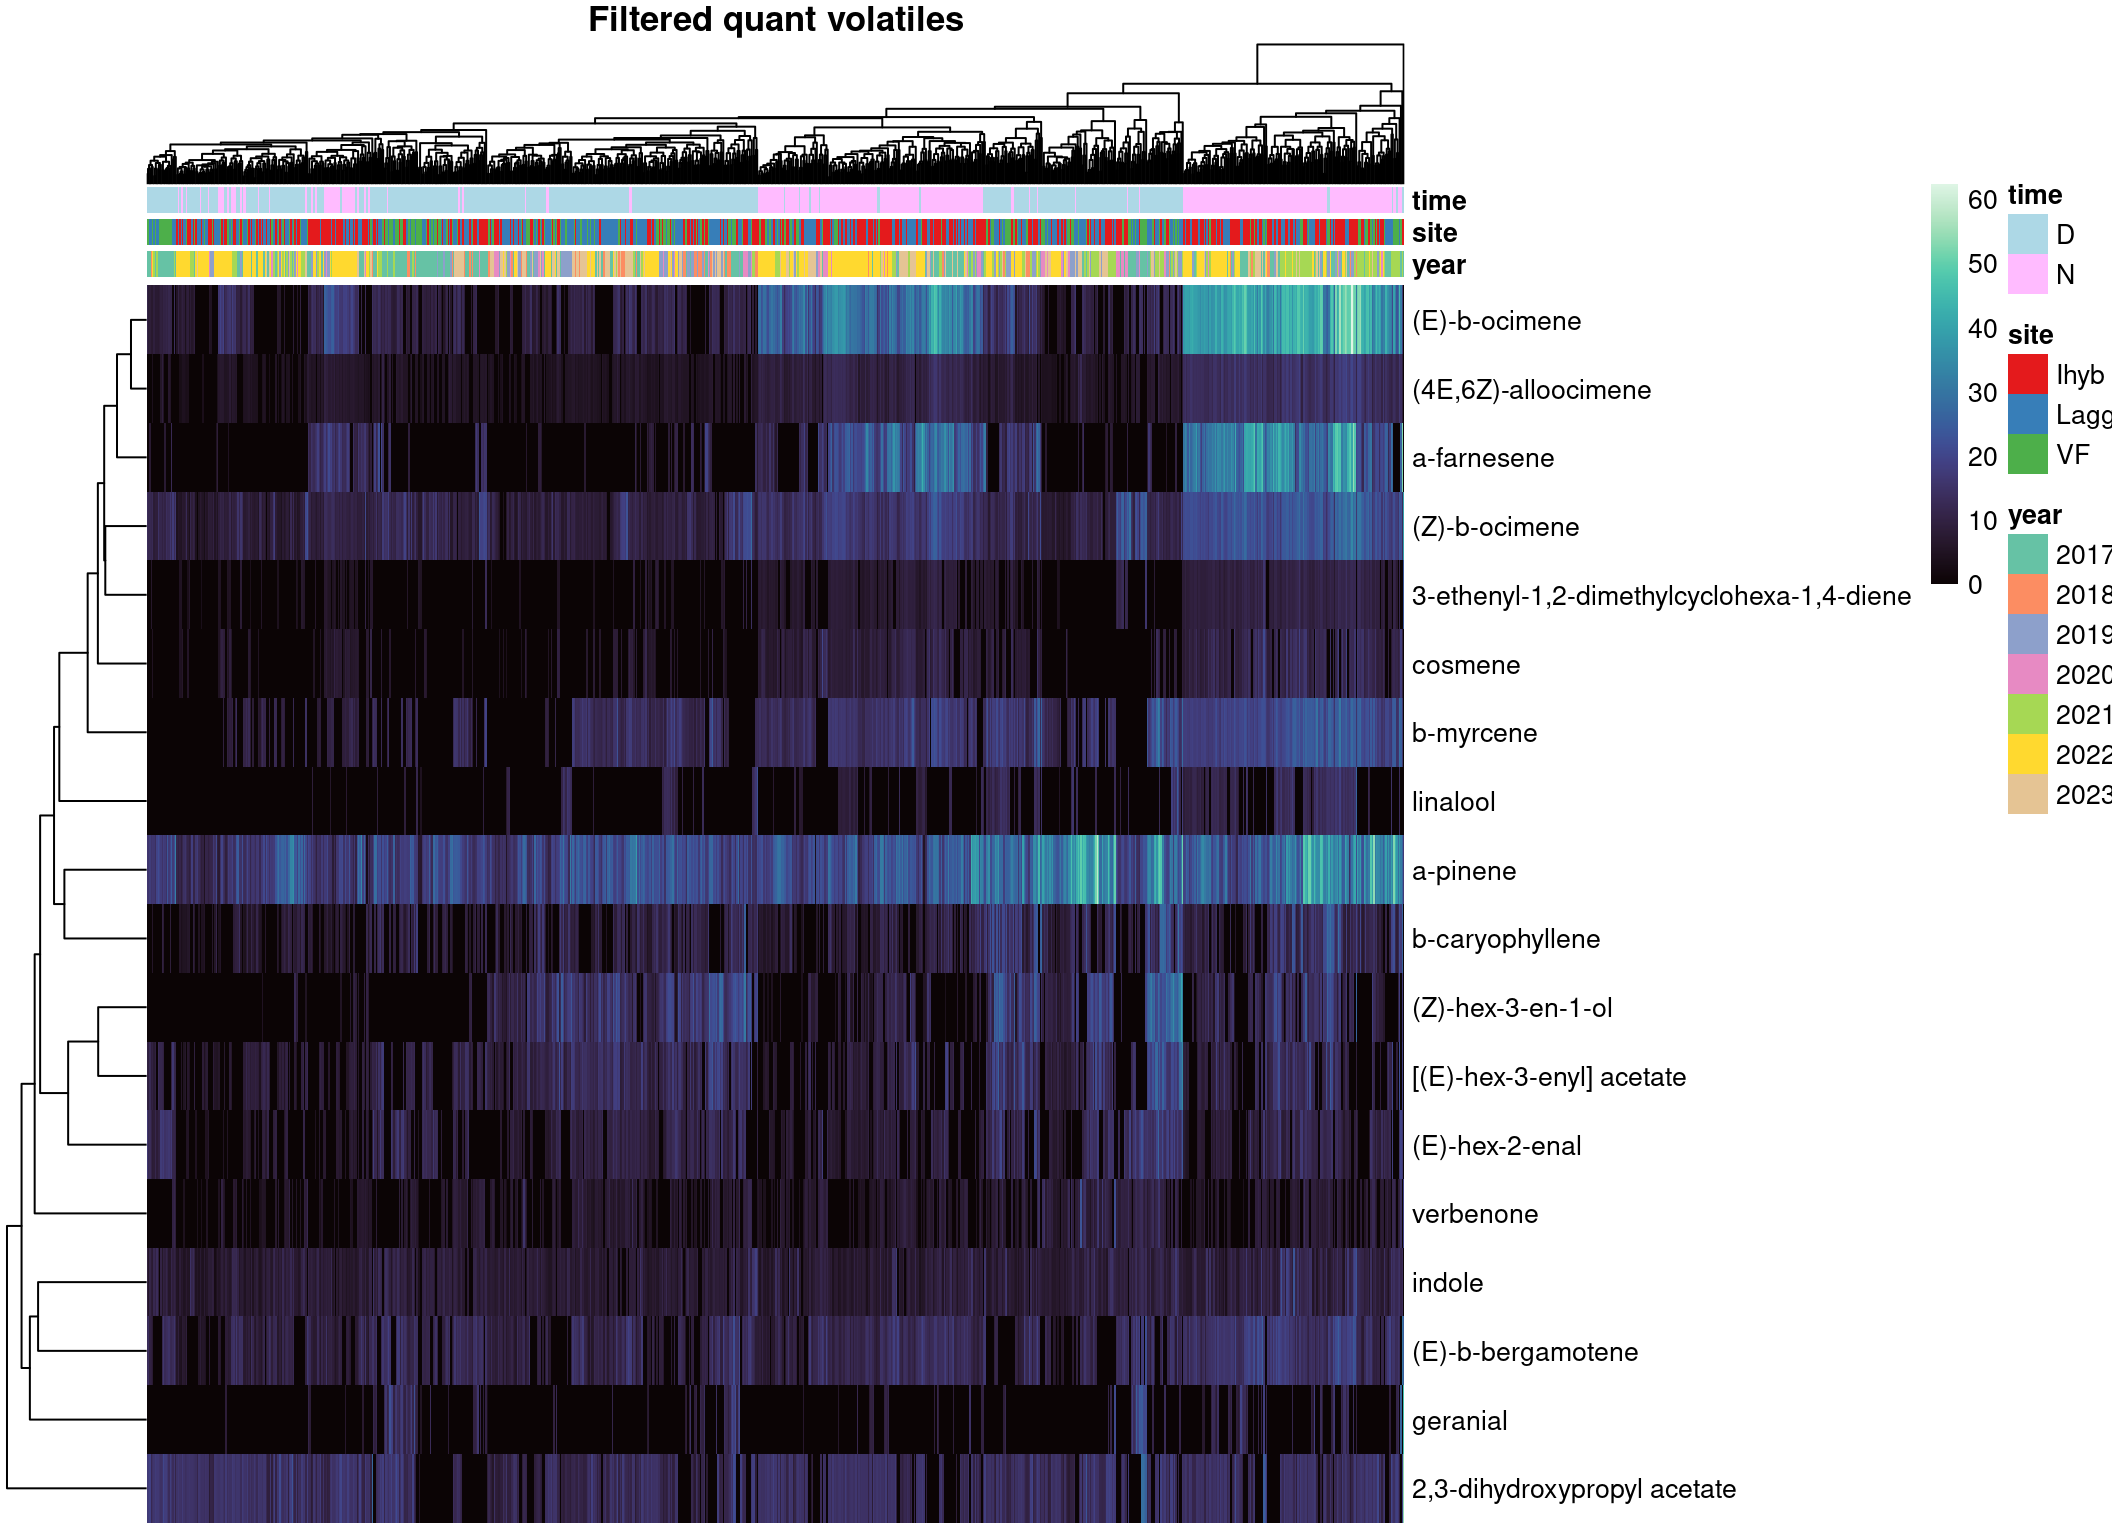 Filtered quant volatiles
time
site
year
(E)-b-ocimene
(4E,6Z)-alloocimene
a-farnesene
(Z)-b-ocimene
3-ethenyl-1,2-dimethylcyclohexa-1,4-diene
cosmene
b-myrcene
linalool
a-pinene
b-caryophyllene
(Z)-hex-3-en-1-ol
[(E)-hex-3-enyl] acetate
(E)-hex-2-enal
verbenone
indole
(E)-b-bergamotene
geranial
2,3-dihydroxypropyl acetate
60
50
40
30
20
10
0
time
D
N
site
Ihyb
Lagg
VF
year
2017
2018
2019
2020
2021
2022
2023